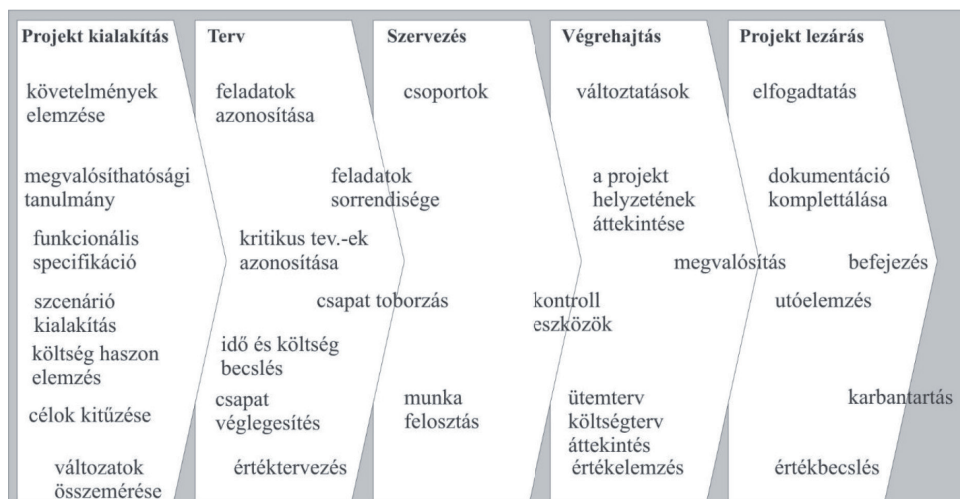 Projekt kialakítás
követelmények
elemzése
megvalósíthatósági
tanulmány
funkcionális
specifikáció
szcenárió
kialakítás
költség haszon
elemzés
célok kitűzése
változatok
összemérése
Terv
feladatok
azonosítása
feladatok
sorrendisége
kritikus tev.-ek
azonosítása
csapat toborzás
idő és költség
becslés
csapat
véglegesítés
értéktervezés
Szervezés
csoportok
kontroll
eszközök
munka
felosztás
Végrehajtás
változtatások
a projekt
helyzetének
áttekintése
megvalósítás
ütemterv
költségterv
áttekintés
értékelemzés
Projekt lezárás
elfogadtatás
dokumentáció
komplettálása
befejezés
utóelemzés
karbantartás
értékbecslés